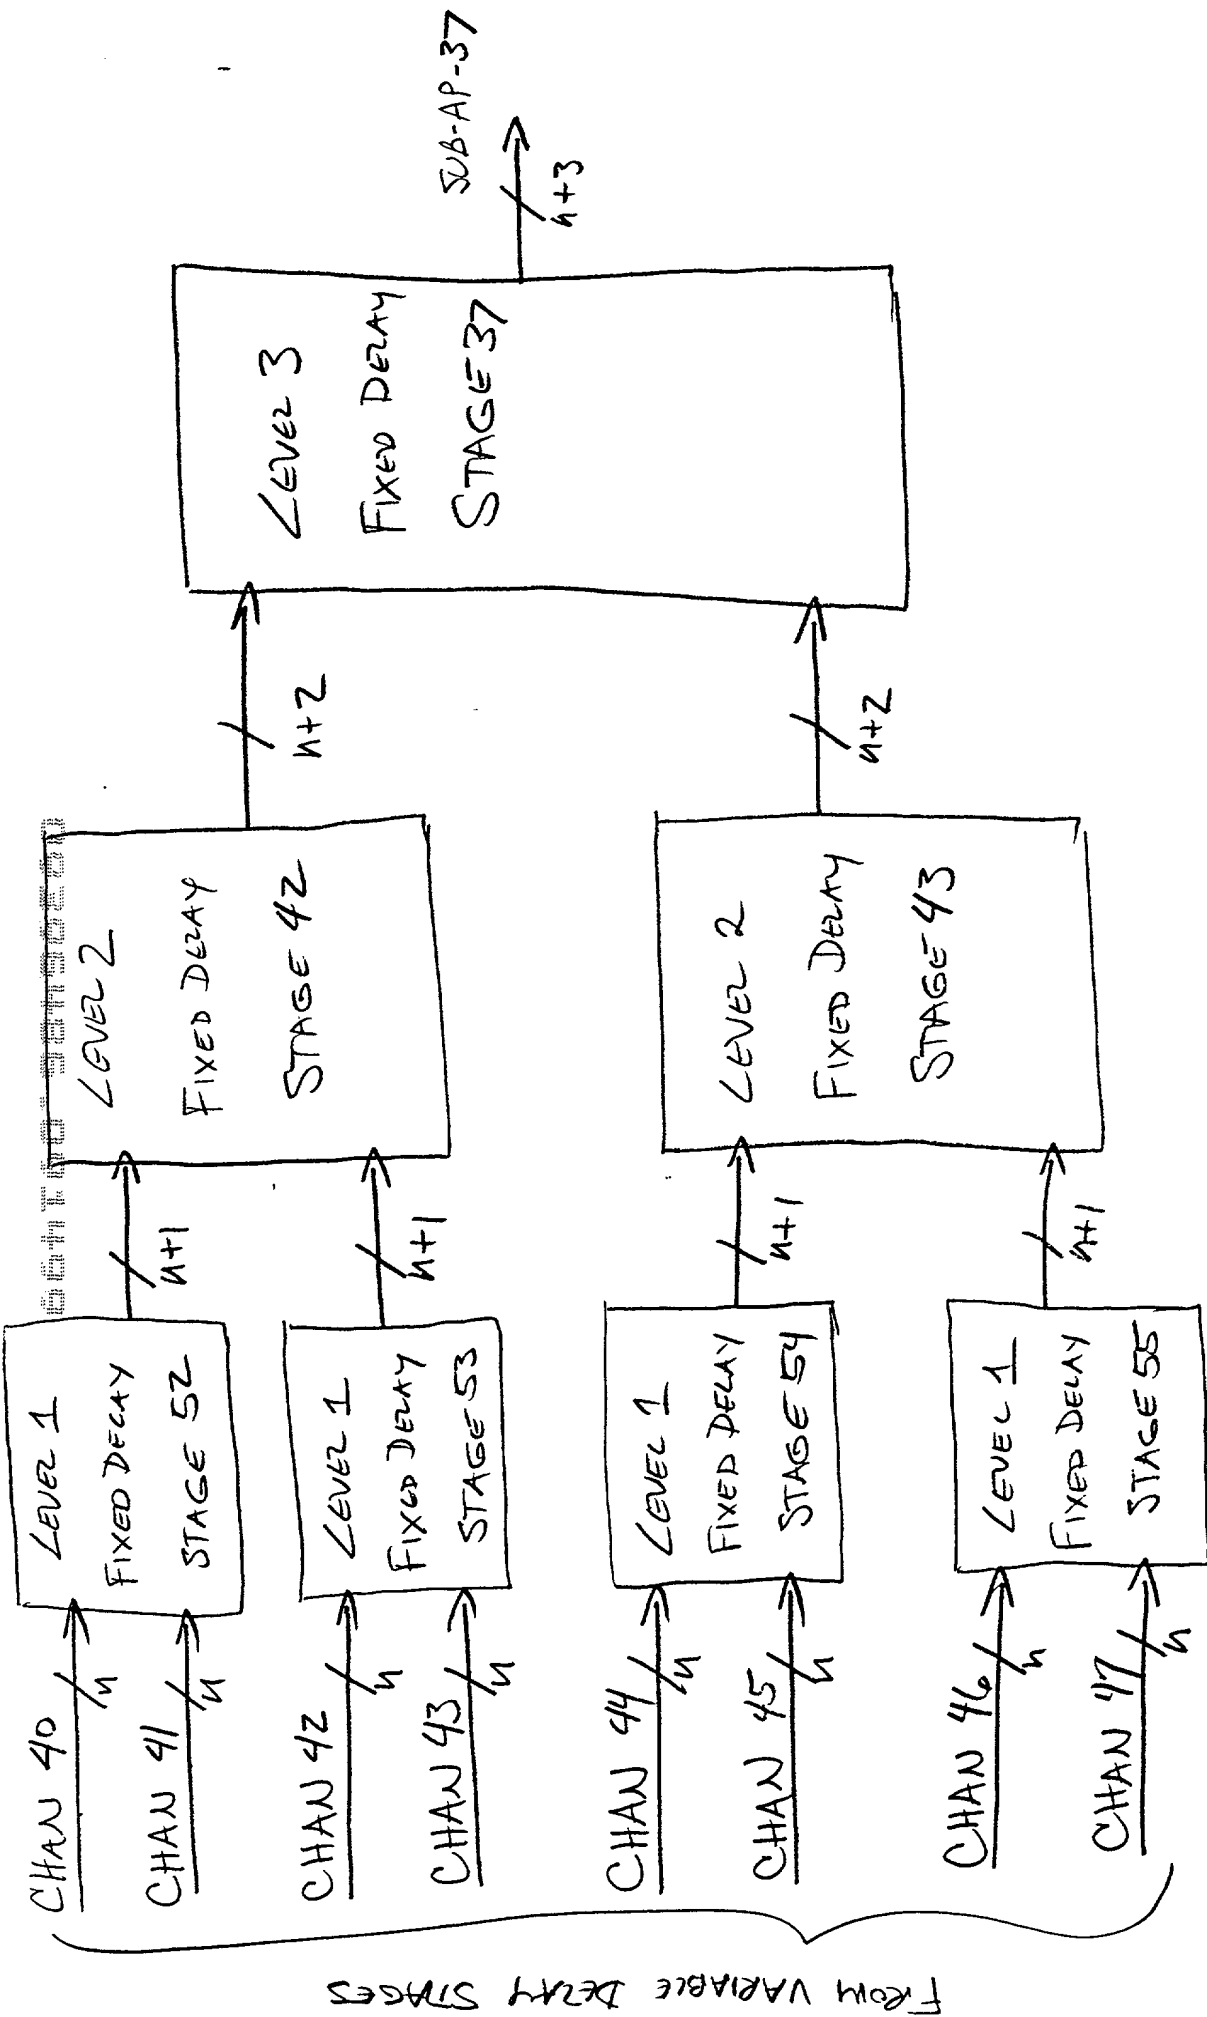 FROM VARIABLE DELAY STAGES
CHAN 40
n
CHAN 41
n
CHAN 42
n
CHAN 43
n
CHAN 44
n
CHAN 45
n
CHAN 46
n
CHAN 47
n
LEVEL 1
FIXED DELAY
STAGE 52
n+1
LEVEL 1
FIXED DELAY
STAGE 53
n+1
LEVEL 1
FIXED DELAY
STAGE 54
n+1
LEVEL 1
FIXED DELAY
STAGE 55
n+1
LEVEL 2
FIXED DELAY
STAGE 42
n+2
LEVEL 2
FIXED DELAY
STAGE 43
n+2
LEVEL 3
FIXED DELAY
STAGE 37
SUB-AP-37
n+3